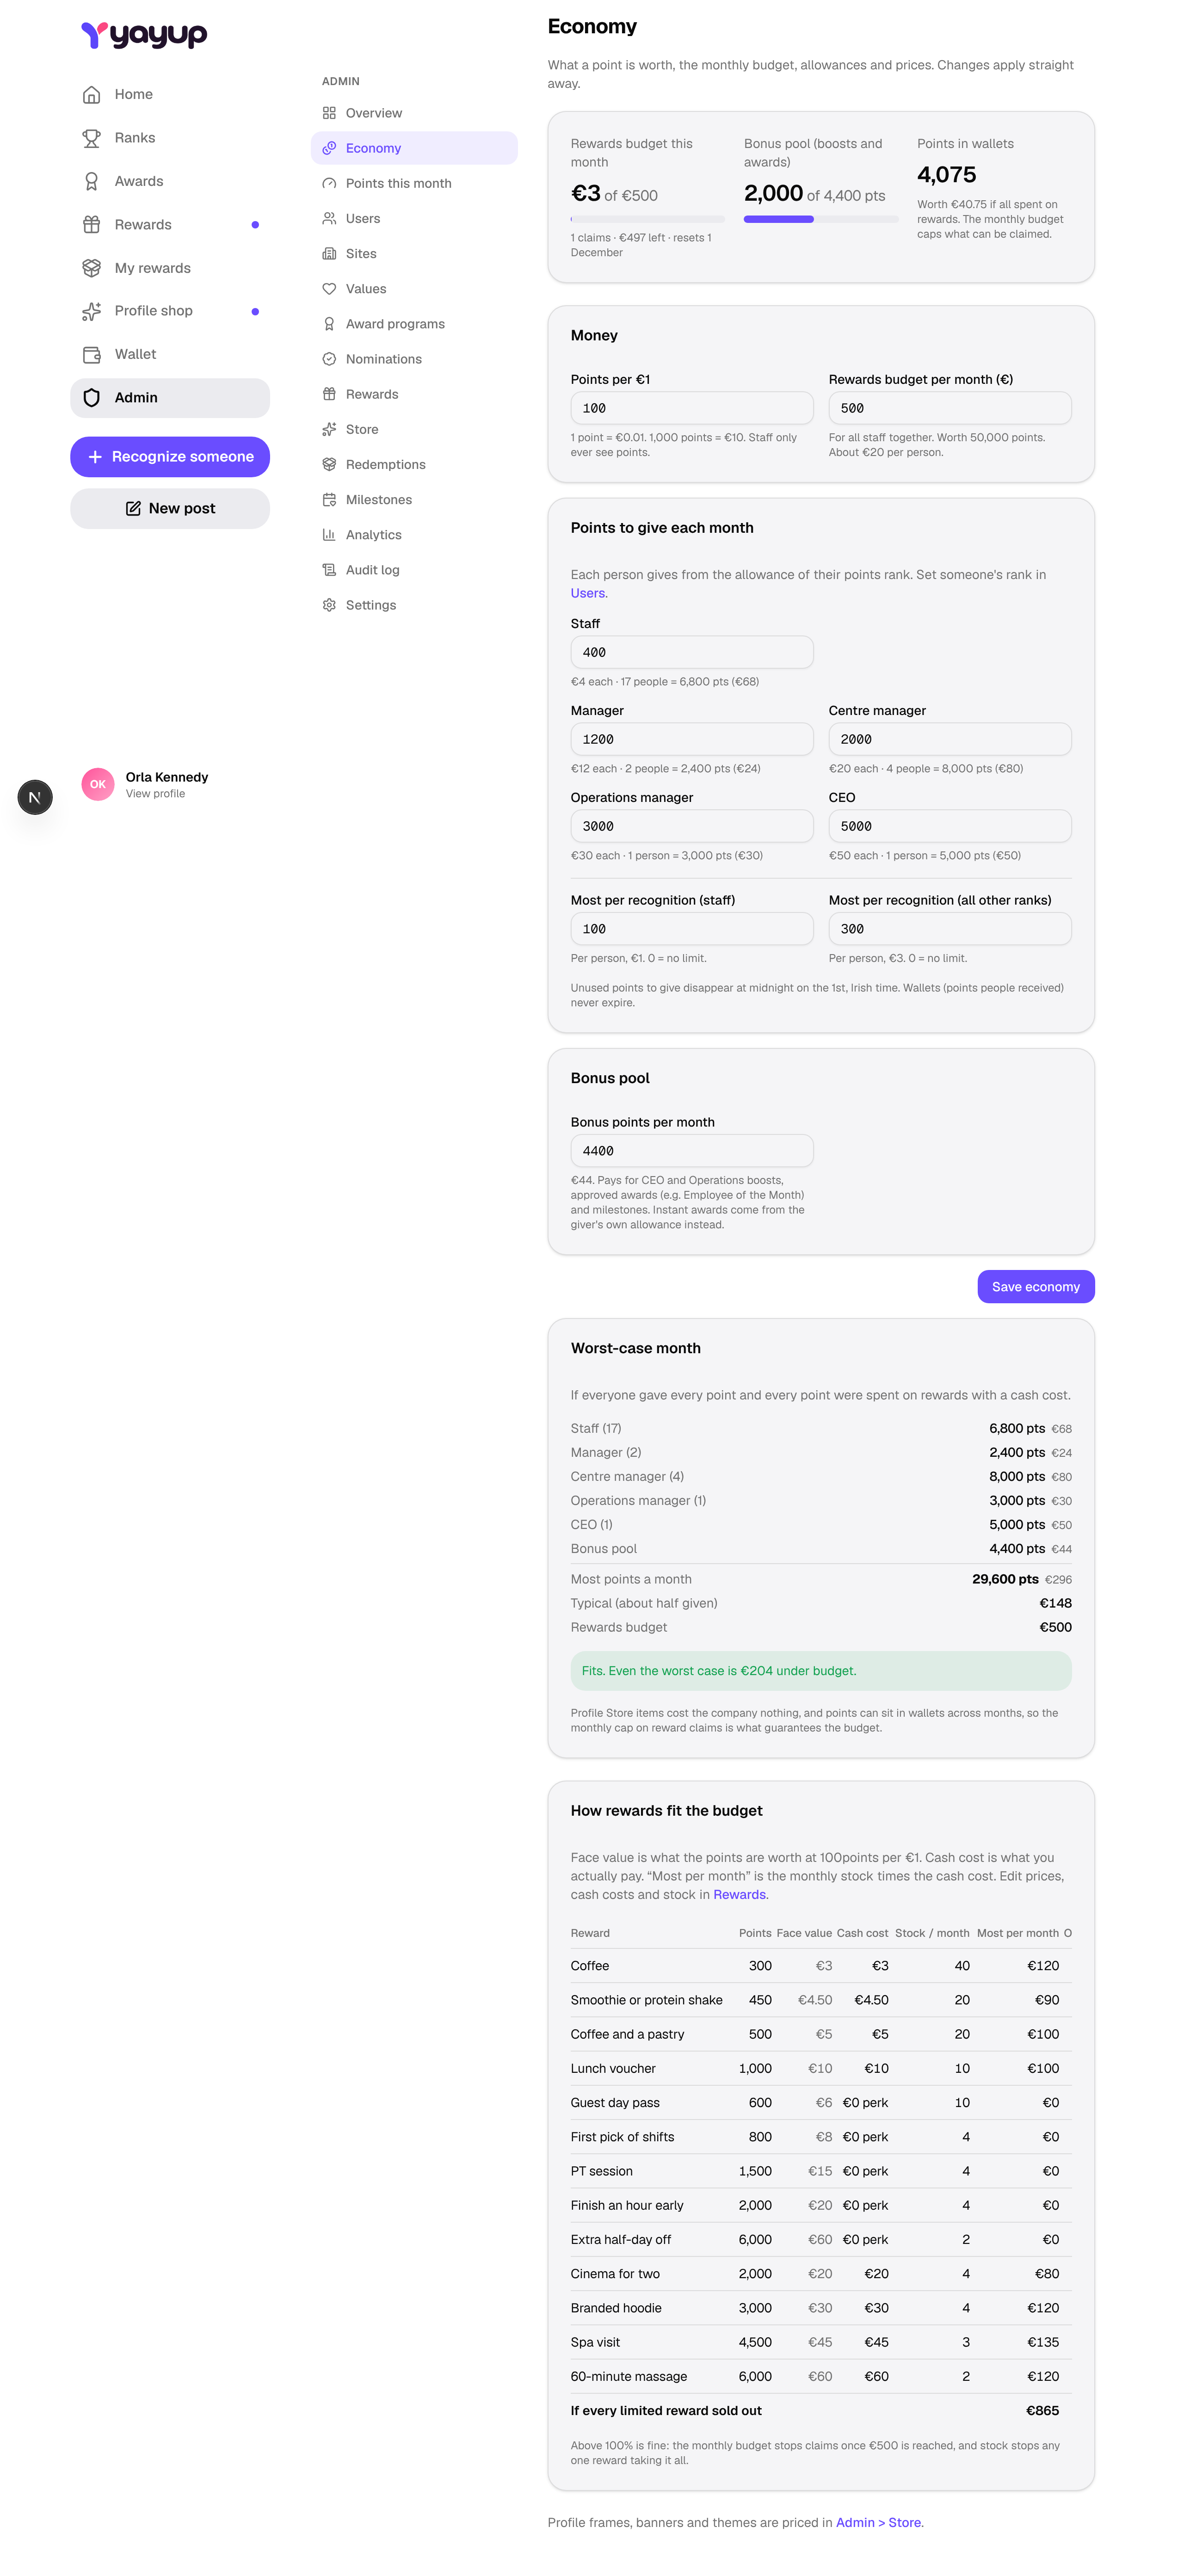 yayup
Home
Ranks
Awards
Rewards
My rewards
Profile shop
Wallet
Admin
Recognize someone
New post
OK
Orla Kennedy
View profile
N
ADMIN
Overview
Economy
Points this month
Users
Sites
Values
Award programs
Nominations
Rewards
Store
Redemptions
Milestones
Analytics
Audit log
Settings
Economy
What a point is worth, the monthly budget, allowances and prices. Changes apply straight
away.
Rewards budget this
month
€3 of €500
1 claims · €497 left · resets 1
December
Bonus pool (boosts and
awards)
2,000 of 4,400 pts
Points in wallets
4,075
Worth €40.75 if all spent on
rewards. The monthly budget
caps what can be claimed.
Money
Points per €1
100
1 point = €0.01. 1,000 points = €10. Staff only
ever see points.
Rewards budget per month (€)
500
For all staff together. Worth 50,000 points.
About €20 per person.
Points to give each month
Each person gives from the allowance of their points rank. Set someone's rank in
Users.
Staff
400
€4 each · 17 people = 6,800 pts (€68)
Manager
1200
€12 each · 2 people = 2,400 pts (€24)
Centre manager
2000
€20 each · 4 people = 8,000 pts (€80)
Operations manager
3000
€30 each · 1 person = 3,000 pts (€30)
CEO
5000
€50 each · 1 person = 5,000 pts (€50)
Most per recognition (staff)
100
Per person, €1. 0 = no limit.
Most per recognition (all other ranks)
300
Per person, €3. 0 = no limit.
Unused points to give disappear at midnight on the 1st, Irish time. Wallets (points people received)
never expire.
Bonus pool
Bonus points per month
4400
€44. Pays for CEO and Operations boosts,
approved awards (e.g. Employee of the Month)
and milestones. Instant awards come from the
giver's own allowance instead.
Save economy
Worst-case month
If everyone gave every point and every point were spent on rewards with a cash cost.
Staff (17) 6,800 pts €68
Manager (2) 2,400 pts €24
Centre manager (4) 8,000 pts €80
Operations manager (1) 3,000 pts €30
CEO (1) 5,000 pts €50
Bonus pool 4,400 pts €44
Most points a month 29,600 pts €296
Typical (about half given) €148
Rewards budget €500
Fits. Even the worst case is €204 under budget.
Profile Store items cost the company nothing, and points can sit in wallets across months, so the
monthly cap on reward claims is what guarantees the budget.
How rewards fit the budget
Face value is what the points are worth at 100points per €1. Cash cost is what you
actually pay. “Most per month” is the monthly stock times the cash cost. Edit prices,
cash costs and stock in Rewards.
Reward Points Face value Cash cost Stock / month Most per month O
Coffee 300 €3 €3 40 €120
Smoothie or protein shake 450 €4.50 €4.50 20 €90
Coffee and a pastry 500 €5 €5 20 €100
Lunch voucher 1,000 €10 €10 10 €100
Guest day pass 600 €6 €0 perk 10 €0
First pick of shifts 800 €8 €0 perk 4 €0
PT session 1,500 €15 €0 perk 4 €0
Finish an hour early 2,000 €20 €0 perk 4 €0
Extra half-day off 6,000 €60 €0 perk 2 €0
Cinema for two 2,000 €20 €20 4 €80
Branded hoodie 3,000 €30 €30 4 €120
Spa visit 4,500 €45 €45 3 €135
60-minute massage 6,000 €60 €60 2 €120
If every limited reward sold out €865
Above 100% is fine: the monthly budget stops claims once €500 is reached, and stock stops any
one reward taking it all.
Profile frames, banners and themes are priced in Admin > Store.